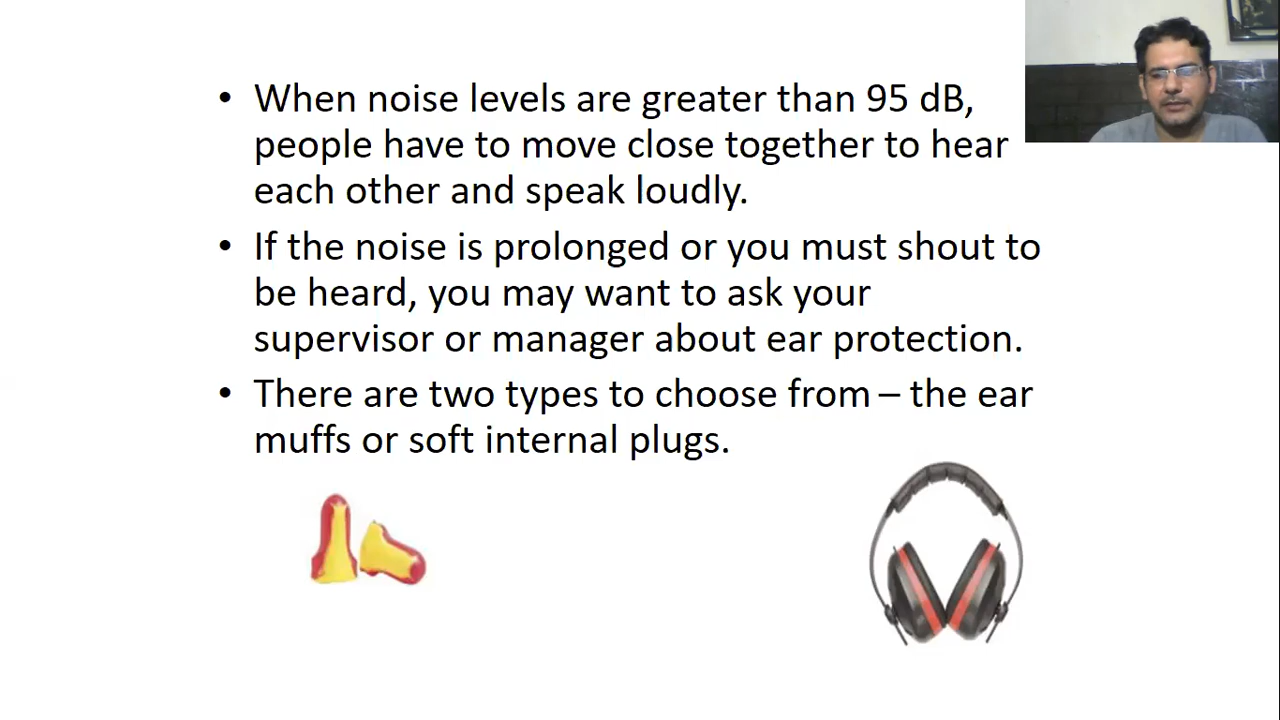 • When noise levels are greater than 95 dB,
people have to move close together to hear
each other and speak loudly.
• If the noise is prolonged or you must shout to
be heard, you may want to ask your
supervisor or manager about ear protection.
• There are two types to choose from – the ear
muffs or soft internal plugs.